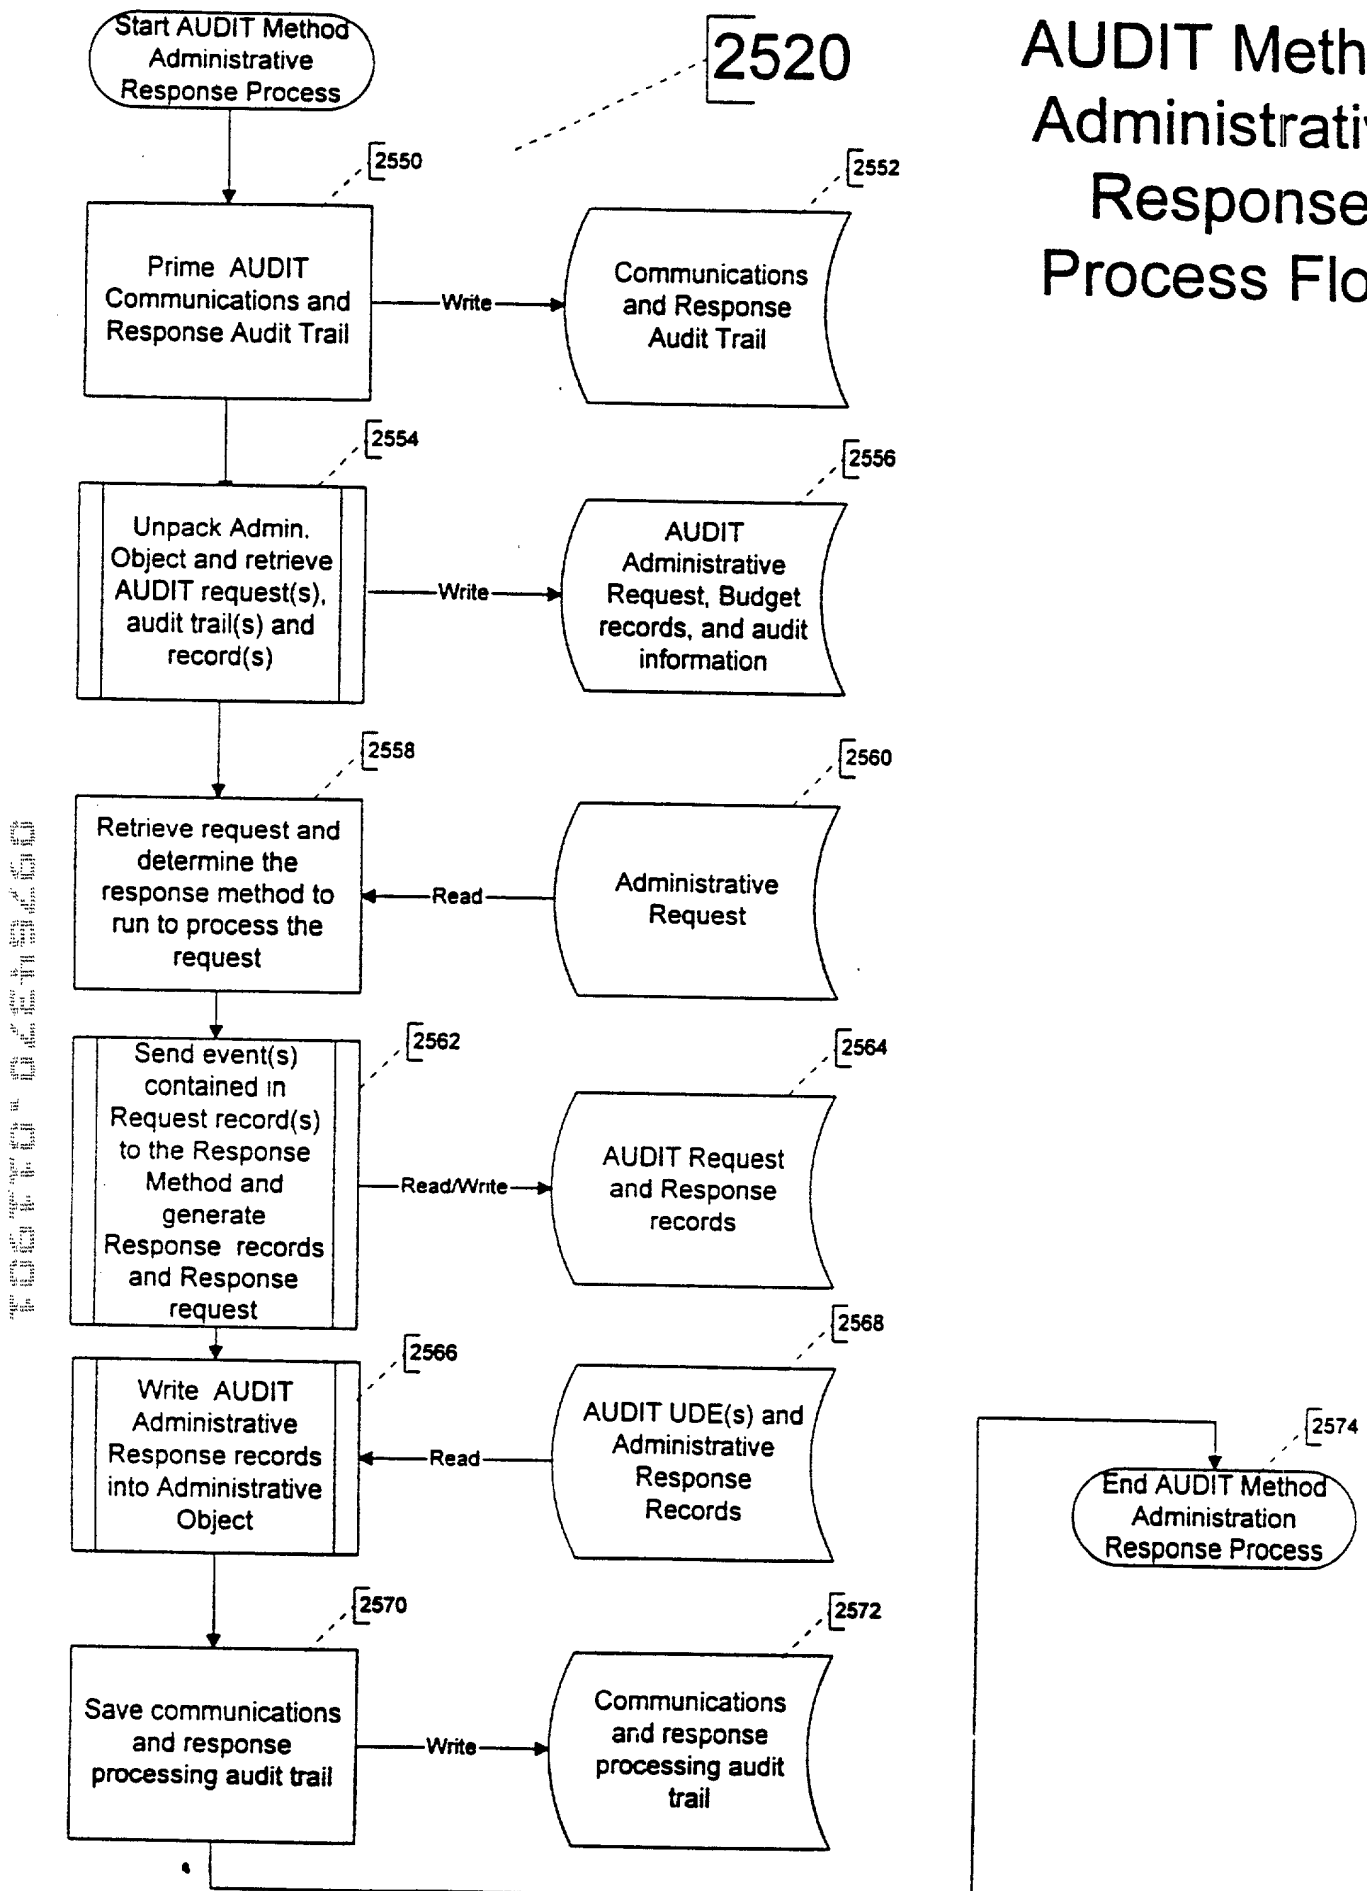 Start AUDIT Method
Administrative
Response Process
2520
AUDIT Meth
Administrativ
Response
Process Flo
2550
Prime AUDIT
Communications and
Response Audit Trail
Write
2552
Communications
and Response
Audit Trail
2554
Unpack Admin.
Object and retrieve
AUDIT request(s),
audit trail(s) and
record(s)
Write
2556
AUDIT
Administrative
Request, Budget
records, and audit
information
2558
Retrieve request and
determine the
response method to
run to process the
request
Read
2560
Administrative
Request
2562
Send event(s)
contained in
Request record(s)
to the Response
Method and
generate
Response records
and Response
request
Read/Write
2564
AUDIT Request
and Response
records
2566
Write AUDIT
Administrative
Response records
into Administrative
Object
Read
2568
AUDIT UDE(s) and
Administrative
Response
Records
2570
Save communications
and response
processing audit trail
Write
2572
Communications
and response
processing audit
trail
2574
End AUDIT Method
Administration
Response Process